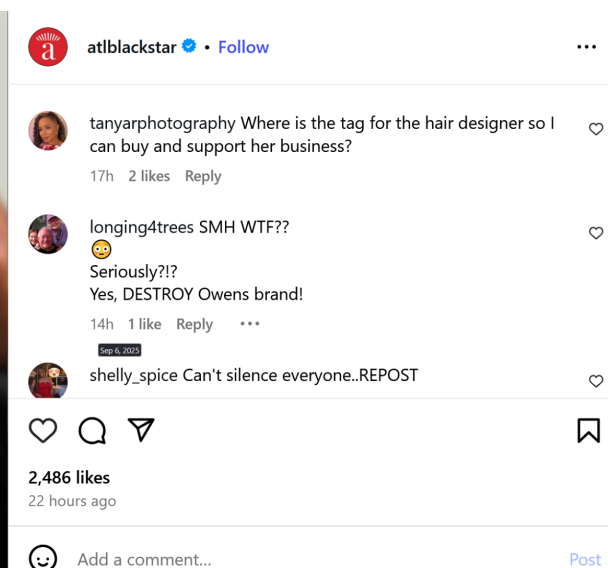 a
atlblackstar • Follow
tanyarphotography Where is the tag for the hair designer so I
can buy and support her business?
17h 2 likes Reply
longing4trees SMH WTF??
😳
Seriously?!?
Yes, DESTROY Owens brand!
14h 1 like Reply
Sep 6, 2025
shelly_spice Can't silence everyone..REPOST
2,486 likes
22 hours ago
Add a comment...
Post